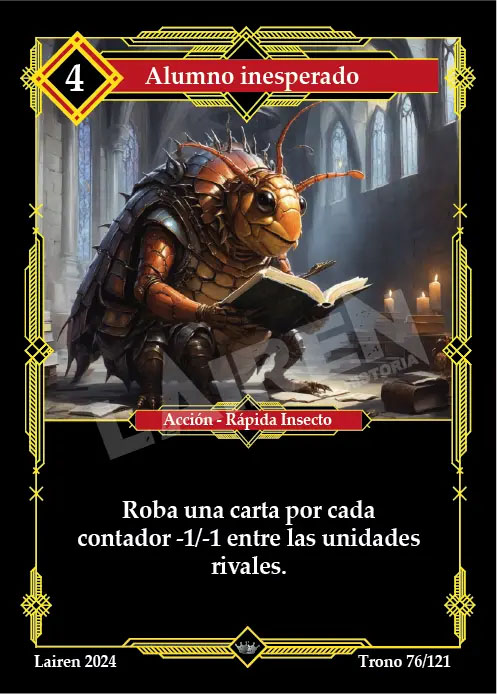 4
Alumno inesperado
LAIREN
HISTORIA
Acción - Rápida Insecto
Roba una carta por cada
contador -1/-1 entre las unidades
rivales.
Lairen 2024
Trono 76/121